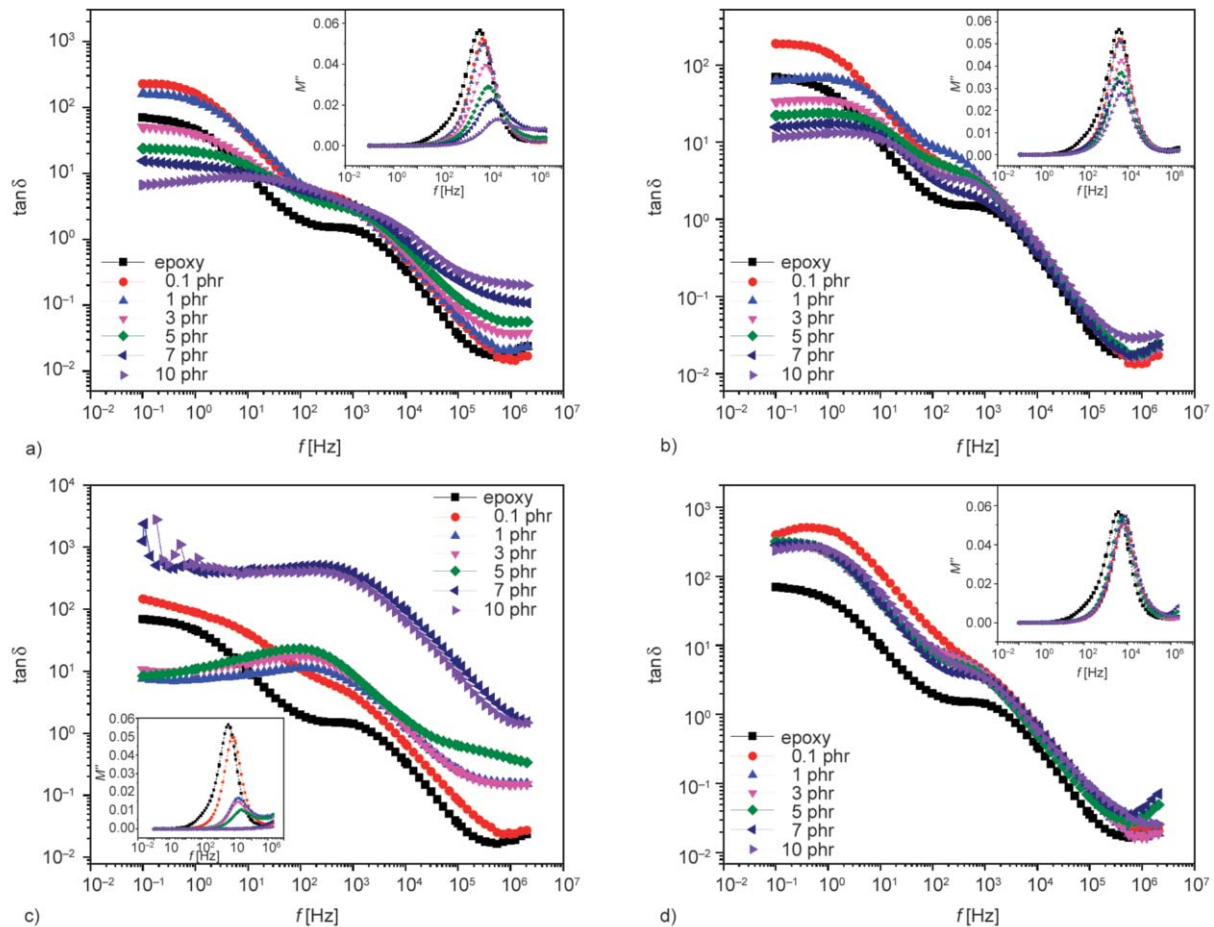 10³
10²
10¹
10⁰
10⁻¹
10⁻²
tanδ
10⁻² 10⁻¹ 10⁰ 10¹ 10² 10³ 10⁴ 10⁵ 10⁶ 10⁷
f [Hz]
epoxy
0.1 phr
1 phr
3 phr
5 phr
7 phr
10 phr
0.06
0.04
0.02
0.00
M″
10⁻² 10⁰ 10² 10⁴ 10⁶
f [Hz]
a)
10²
10¹
10⁰
10⁻¹
10⁻²
tanδ
10⁻² 10⁻¹ 10⁰ 10¹ 10² 10³ 10⁴ 10⁵ 10⁶ 10⁷
f [Hz]
epoxy
0.1 phr
1 phr
3 phr
5 phr
7 phr
10 phr
0.06
0.05
0.04
0.03
0.02
0.01
0.00
M″
10⁻² 10⁰ 10² 10⁴ 10⁶
f [Hz]
b)
10⁴
10³
10²
10¹
10⁰
10⁻¹
10⁻²
tanδ
10⁻² 10⁻¹ 10⁰ 10¹ 10² 10³ 10⁴ 10⁵ 10⁶ 10⁷
f [Hz]
epoxy
0.1 phr
1 phr
3 phr
5 phr
7 phr
10 phr
0.06
0.05
0.04
0.03
0.02
0.01
0.00
M″
10⁻² 10 10² 10⁴ 10⁶
f [Hz]
c)
10³
10²
10¹
10⁰
10⁻¹
10⁻²
tanδ
10⁻² 10⁻¹ 10⁰ 10¹ 10² 10³ 10⁴ 10⁵ 10⁶ 10⁷
f [Hz]
epoxy
0.1 phr
1 phr
3 phr
5 phr
7 phr
10 phr
0.06
0.04
0.02
0.00
M″
10⁻² 10⁰ 10² 10⁴ 10⁶
f [Hz]
d)